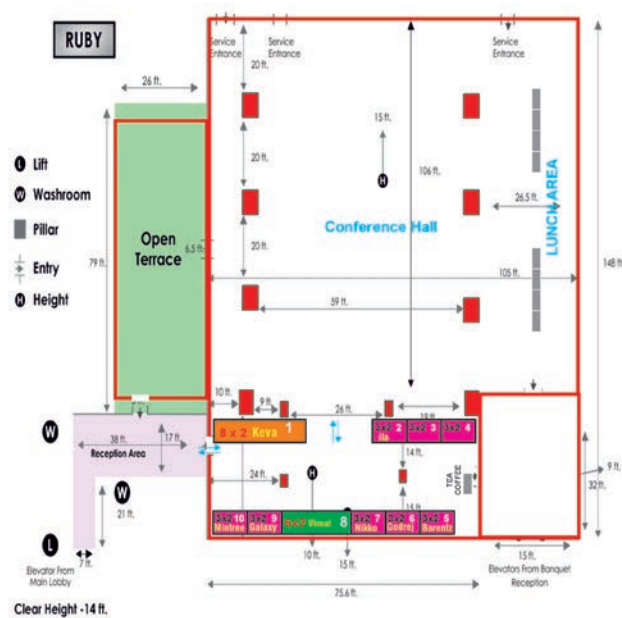 RUBY
Service
Entrance
Service
Entrance
Service
Entrance
26 ft.
20 ft.
15 ft.
H
106 ft.
L Lift
W Washroom
Pillar
Entry
H Height
79 ft.
Open
Terrace
6.5 ft.
20 ft.
20 ft.
Conference Hall
26.5 ft.
LUNCH AREA
105 ft.
148 ft.
59 ft.
10 ft.
9 ft.
26 ft.
19 ft.
W
38 ft.
17 ft.
Reception Area
8 x 2 Keva 1
3x2 2
jla
3x2 3
3x2 4
14 ft.
24 ft.
H
TEA
COFFEE
32 ft.
9 ft.
W
21 ft.
15 ft.
3x2 10
Mintree
3x2 9
Galaxy
Vimal 8
3x2 7
Nikko
3x2 6
Godrej
3x2 5
Barentz
L
7 ft.
10 ft.
15 ft.
15 ft.
Elevator From
Main Lobby
Elevators From Banquet
Reception
75.6 ft.
Clear Height -14 ft.